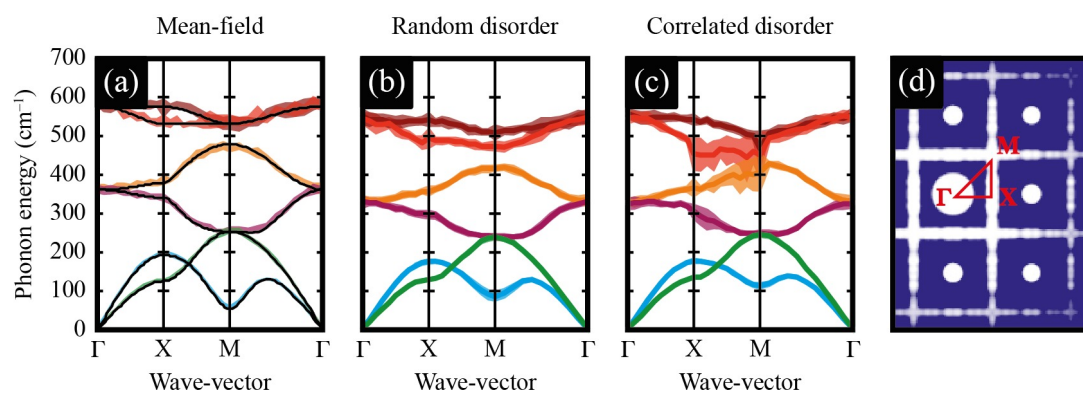 Mean-field
Random disorder
Correlated disorder
Phonon energy (cm⁻¹)
700
600
500
400
300
200
100
0
(a)
(b)
(c)
(d)
M
Γ
X
Γ X M Γ
Γ X M Γ
Γ X M Γ
Wave-vector
Wave-vector
Wave-vector